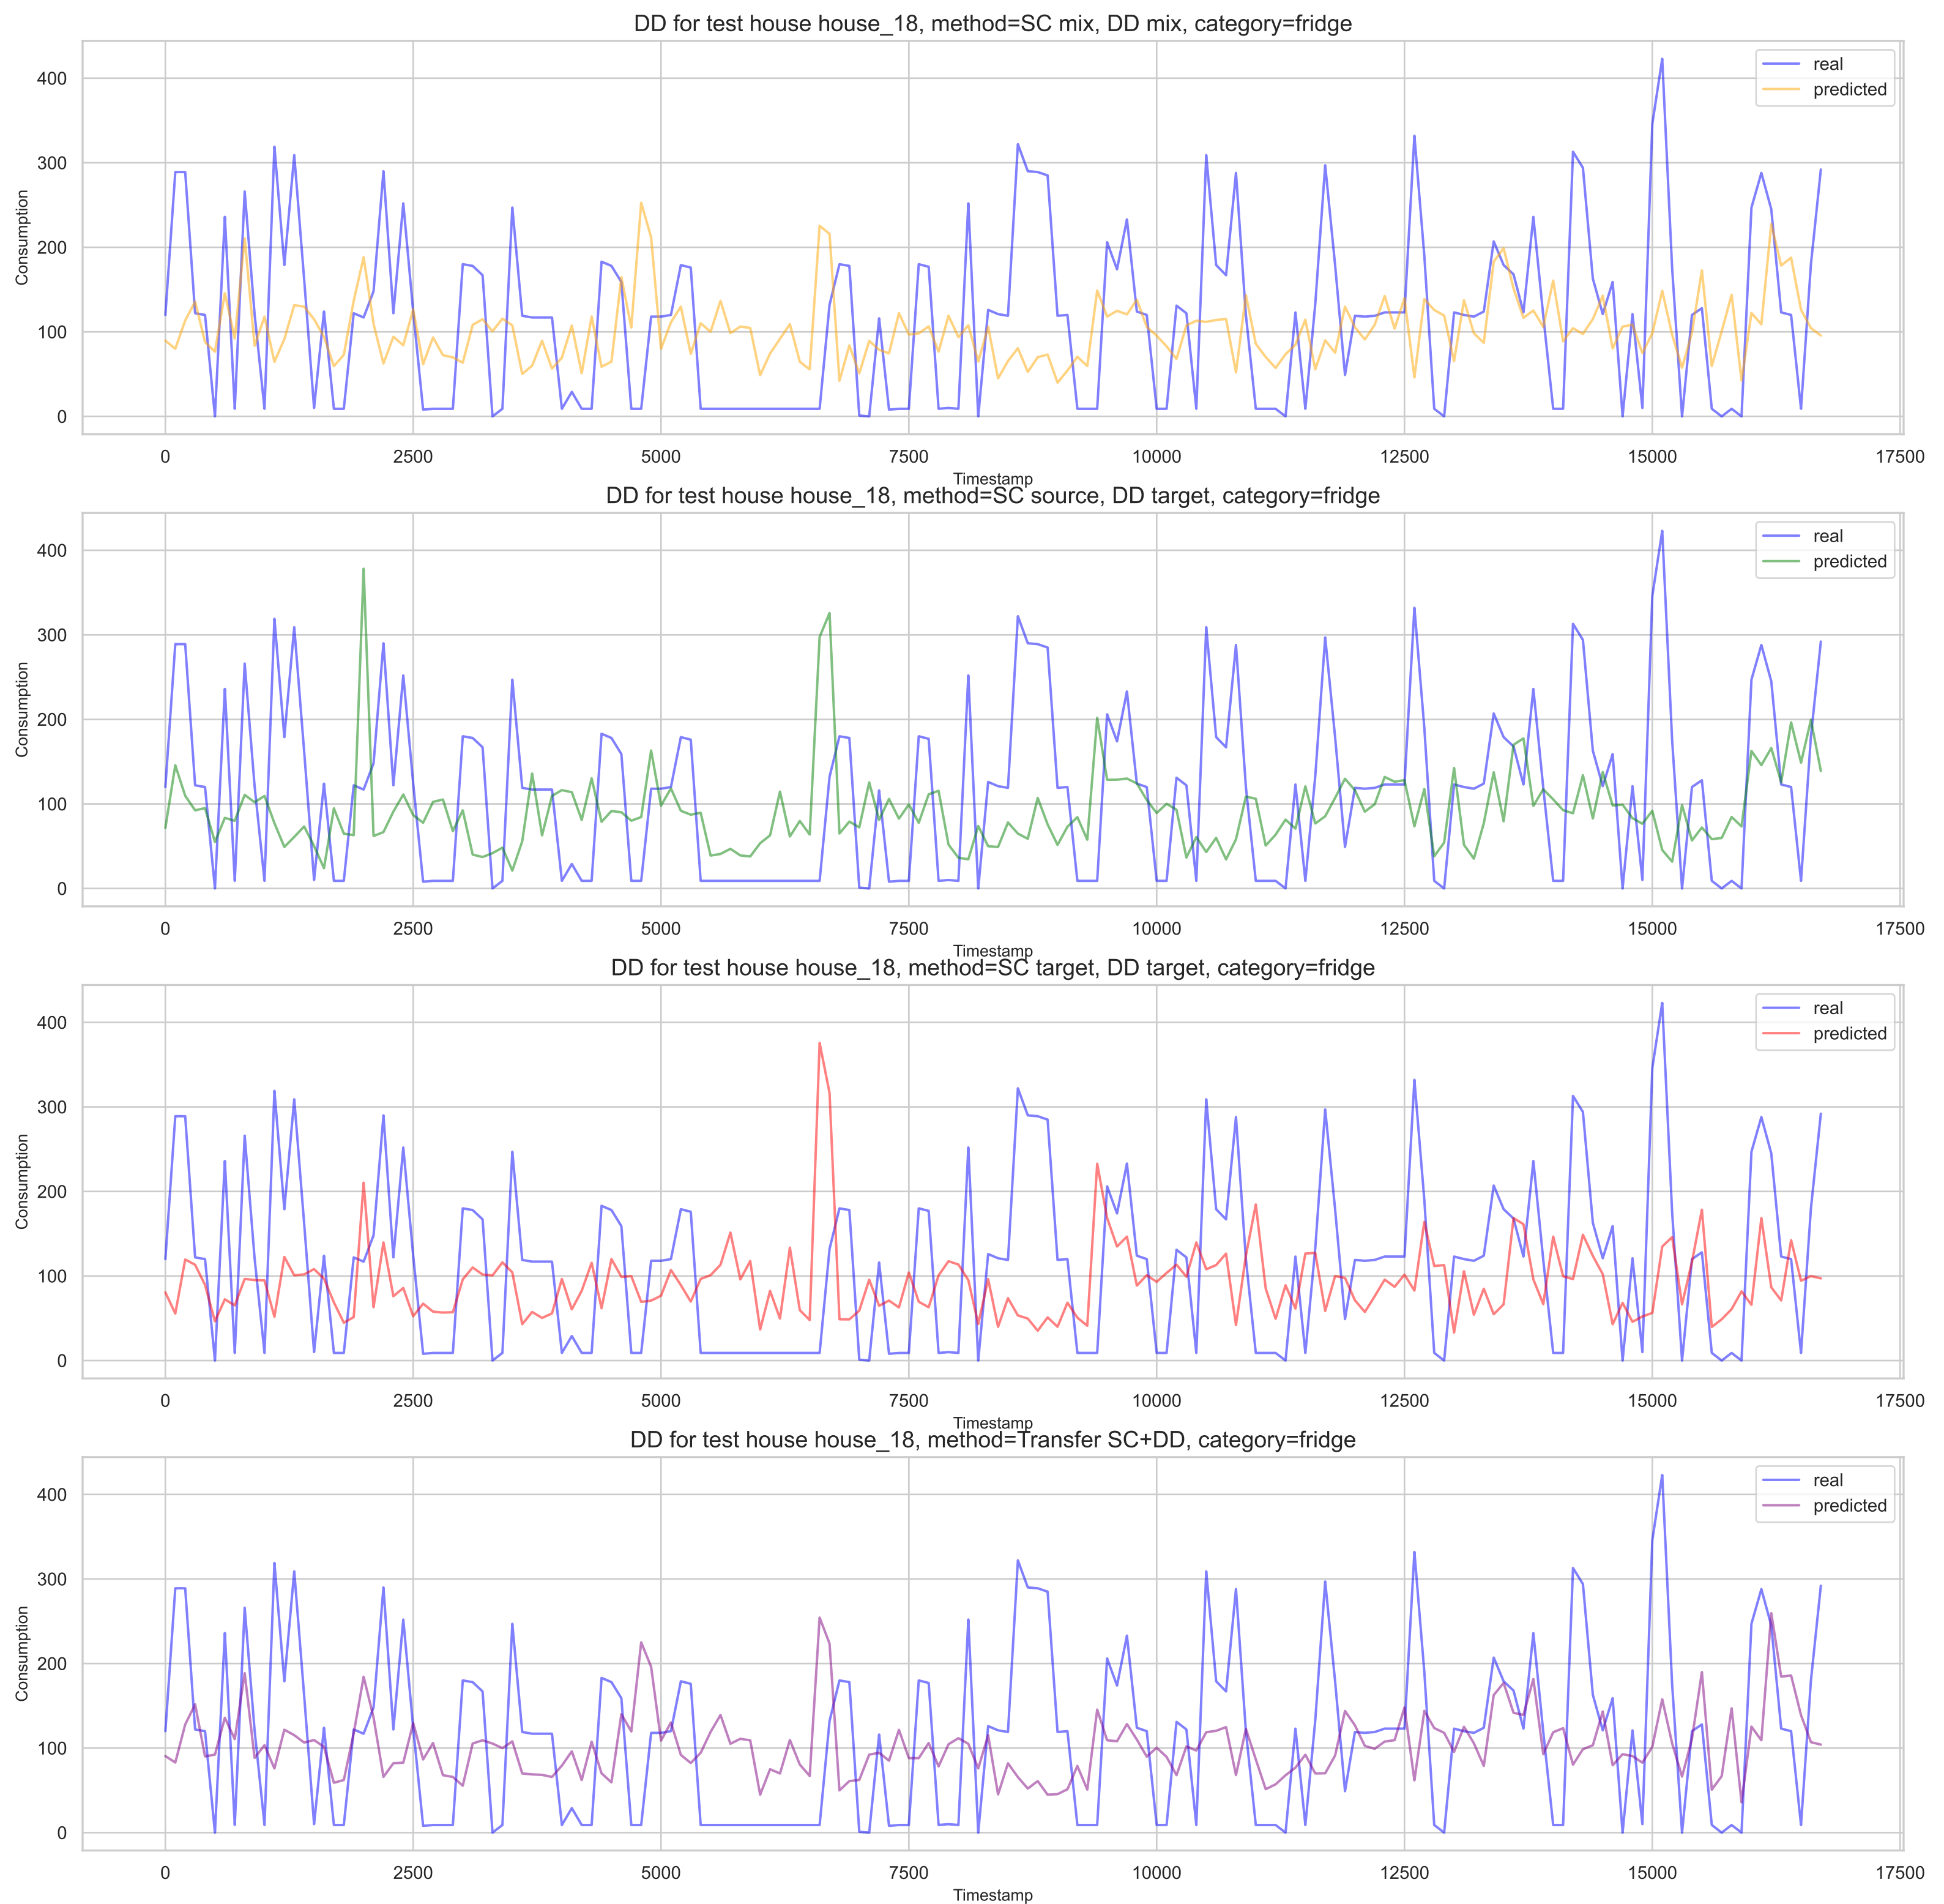 DD for test house house_18, method=SC mix, DD mix, category=fridge
real
predicted
Consumption
400
300
200
100
0
0 2500 5000 7500 10000 12500 15000 17500
Timestamp
DD for test house house_18, method=SC source, DD target, category=fridge
real
predicted
Consumption
400
300
200
100
0
0 2500 5000 7500 10000 12500 15000 17500
Timestamp
DD for test house house_18, method=SC target, DD target, category=fridge
real
predicted
Consumption
400
300
200
100
0
0 2500 5000 7500 10000 12500 15000 17500
Timestamp
DD for test house house_18, method=Transfer SC+DD, category=fridge
real
predicted
Consumption
400
300
200
100
0
0 2500 5000 7500 10000 12500 15000 17500
Timestamp